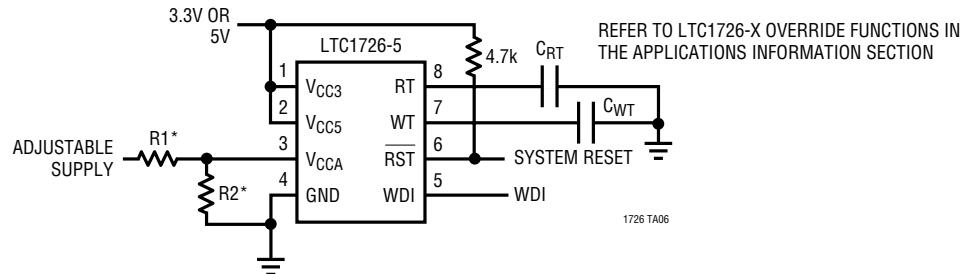 3.3V OR
5V
LTC1726-5
4.7k
CRT
REFER TO LTC1726-X OVERRIDE FUNCTIONS IN
THE APPLICATIONS INFORMATION SECTION
1
VCC3
RT
8
2
VCC5
WT
7
CWT
ADJUSTABLE
SUPPLY
R1*
3
VCCA
RST
6
SYSTEM RESET
R2*
4
GND
WDI
5
WDI
1726 TA06